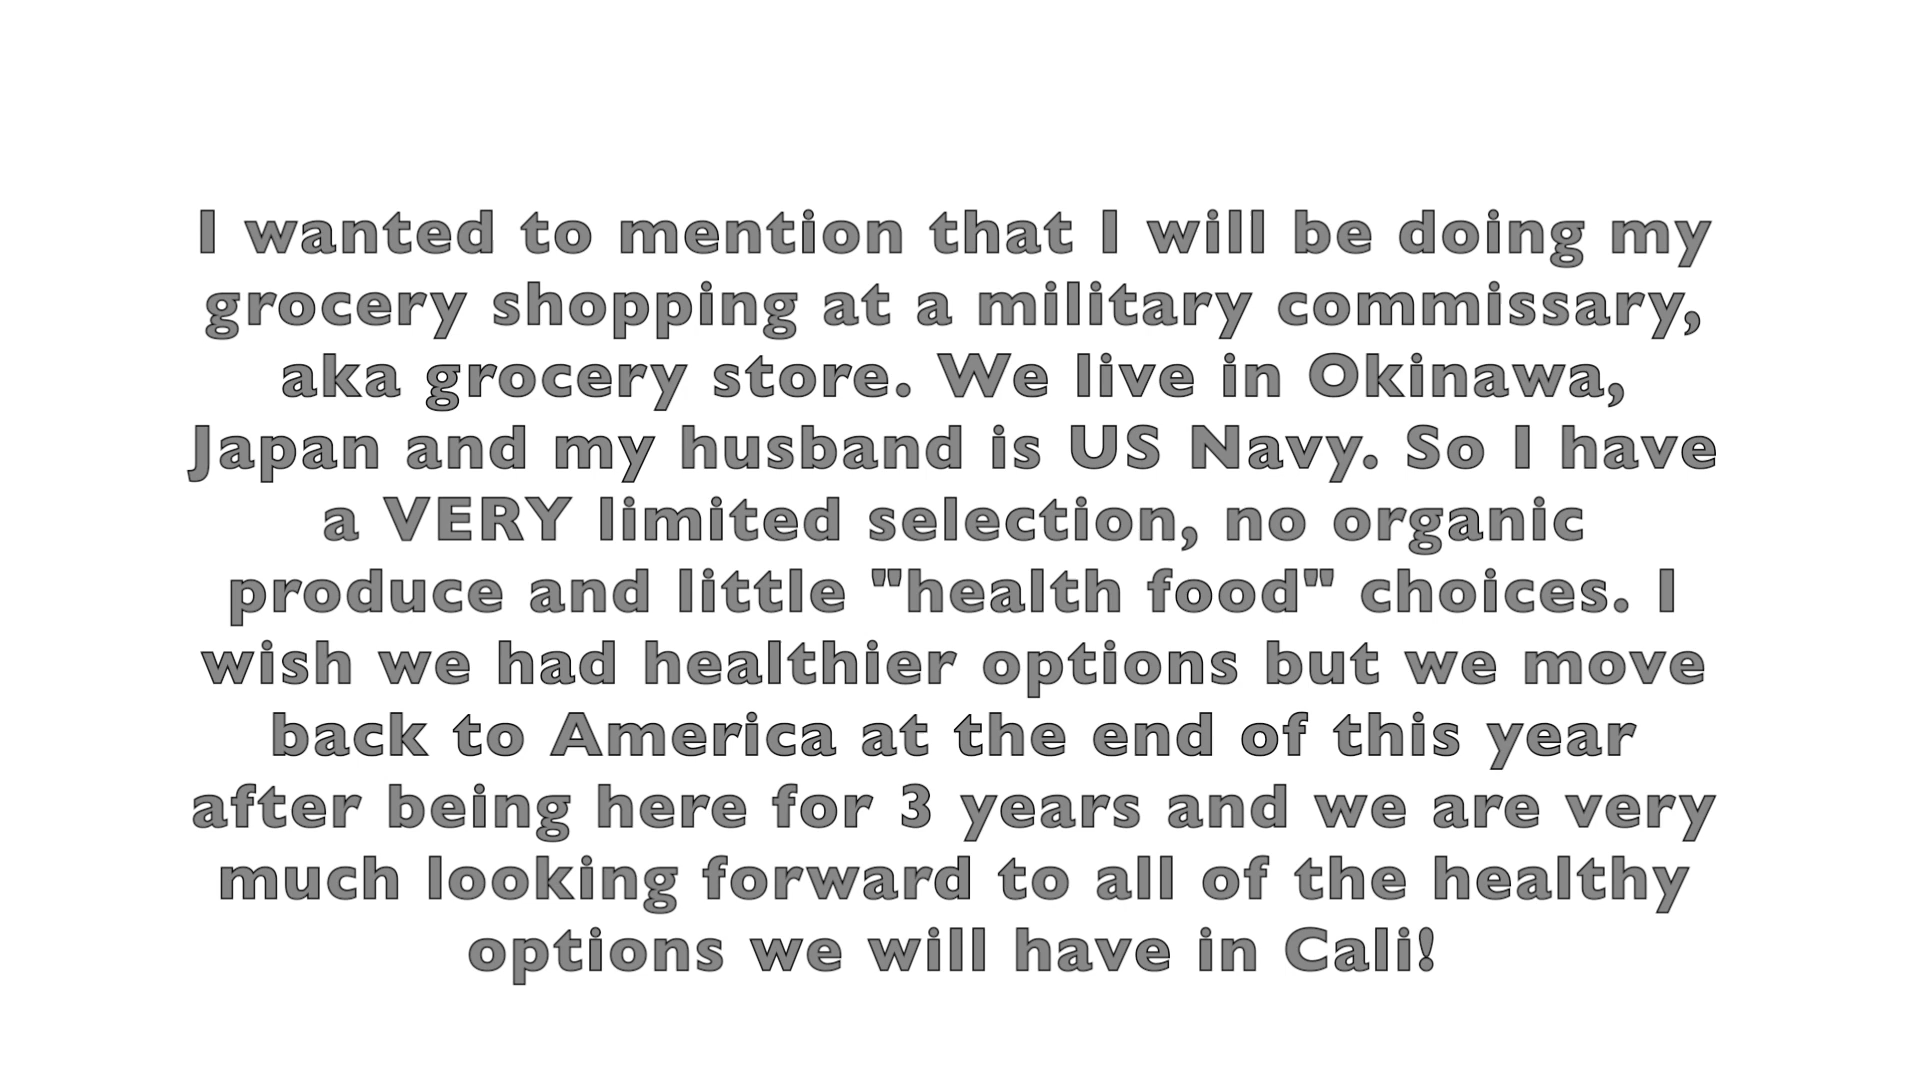 I wanted to mention that I will be doing my
grocery shopping at a military commissary,
aka grocery store. We live in Okinawa,
Japan and my husband is US Navy. So I have
a VERY limited selection, no organic
produce and little "health food" choices. I
wish we had healthier options but we move
back to America at the end of this year
after being here for 3 years and we are very
much looking forward to all of the healthy
options we will have in Cali!